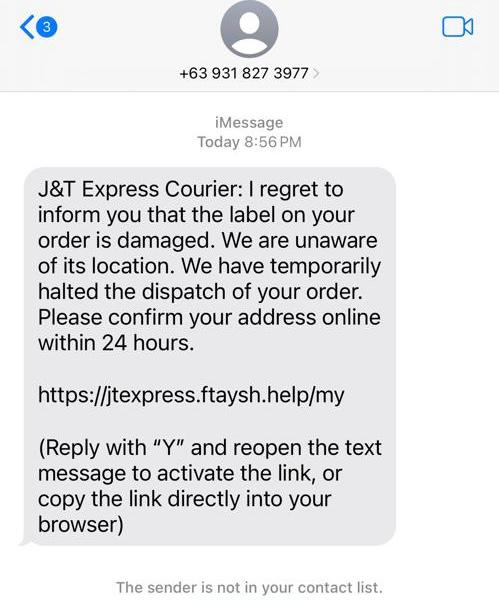 3
+63 931 827 3977
iMessage
Today 8:56 PM
J&T Express Courier: I regret to
inform you that the label on your
order is damaged. We are unaware
of its location. We have temporarily
halted the dispatch of your order.
Please confirm your address online
within 24 hours.
https://jtexpress.ftaysh.help/my
(Reply with “Y” and reopen the text
message to activate the link, or
copy the link directly into your
browser)
The sender is not in your contact list.